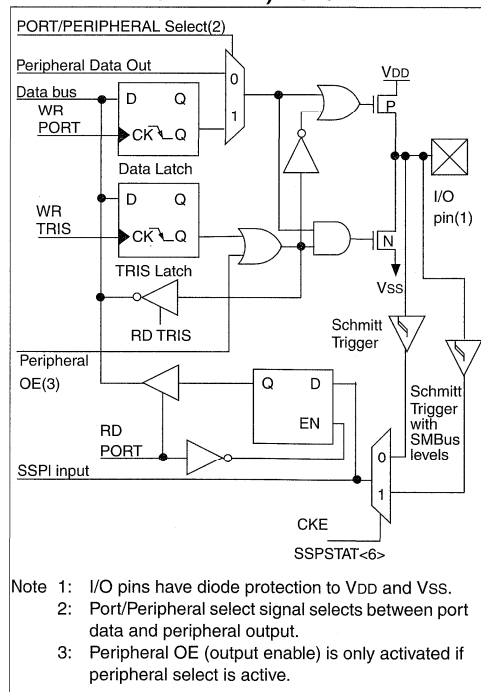 PORT/PERIPHERAL Select(2)
Peripheral Data Out
Data bus
WR
PORT
D Q
CK Q
Data Latch
0
1
VDD
P
I/O
pin(1)
WR
TRIS
D Q
CK Q
TRIS Latch
N
VSS
RD TRIS
Schmitt
Trigger
Peripheral
OE(3)
Q D
EN
Schmitt
Trigger
with
SMBus
levels
RD
PORT
SSPI input
0
1
CKE
SSPSTAT<6>
Note 1: I/O pins have diode protection to VDD and VSS.
2: Port/Peripheral select signal selects between port
data and peripheral output.
3: Peripheral OE (output enable) is only activated if
peripheral select is active.